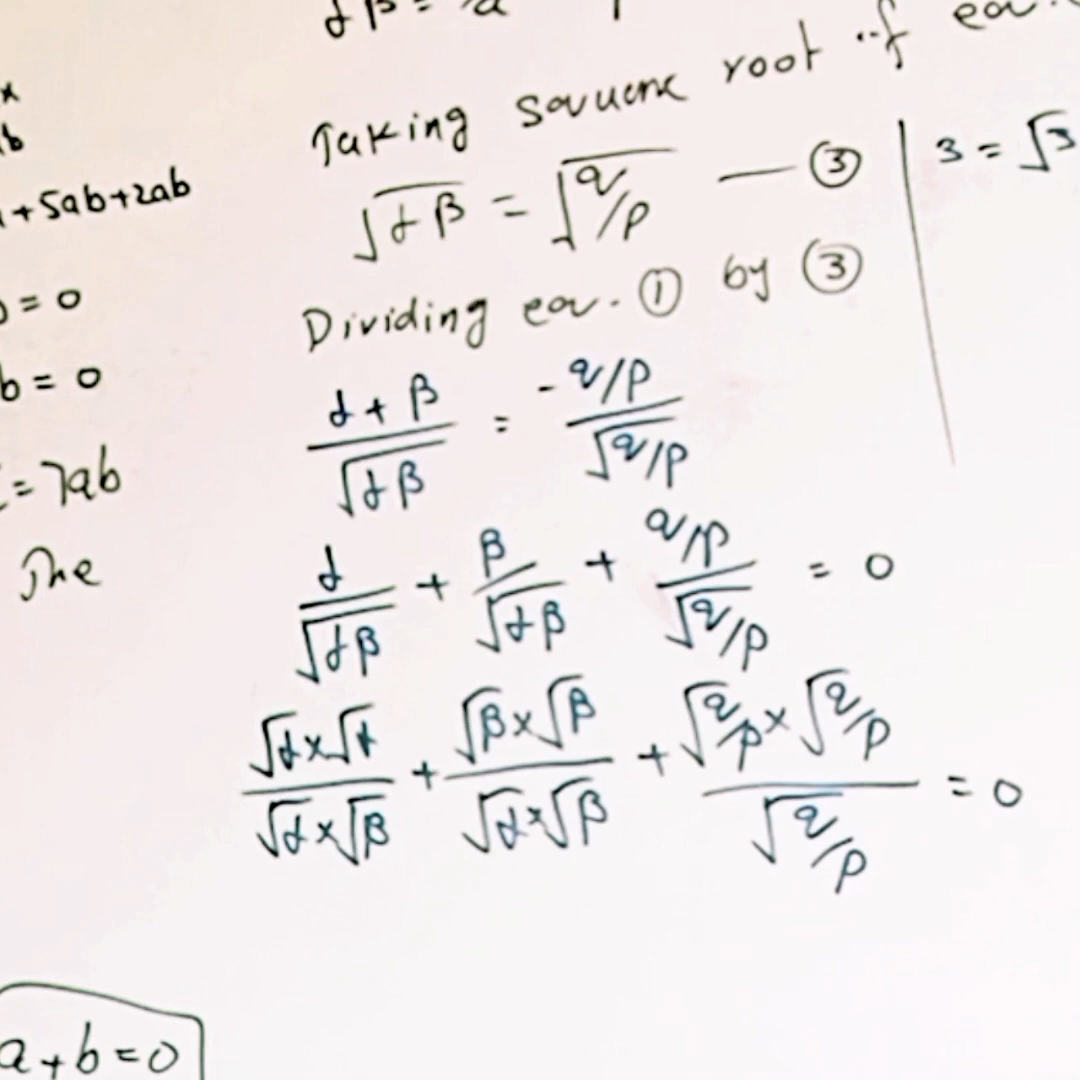 αβ =
Taking square root of
√αβ = √q/p — ③
3 = √3
Dividing eq. ① by ③
α + β / √αβ = - q/p / √q/p
α / √αβ + β / √αβ + q/p / √q/p = 0
√α×√α / √α×√β + √β×√β / √α×√β + √q/p × √q/p / √q/p = 0
+5ab+2ab
= 0
b = 0
= 7ab
The
a+b=0